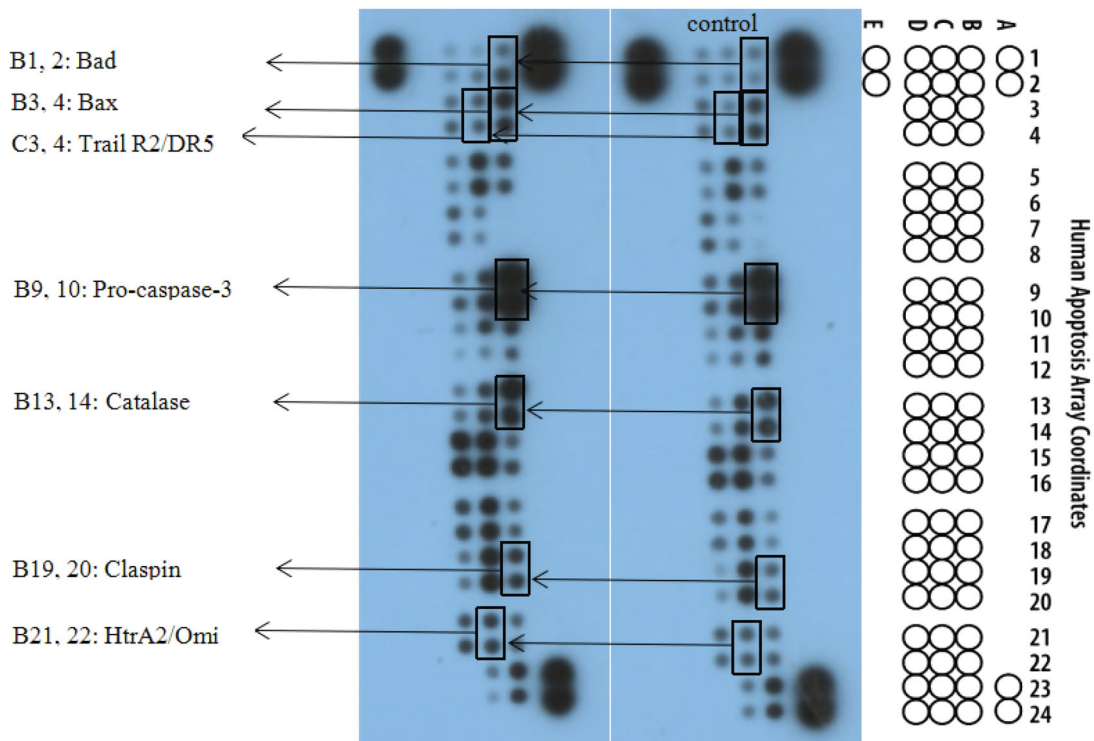 control
B1, 2: Bad
B3, 4: Bax
C3, 4: Trail R2/DR5
B9, 10: Pro-caspase-3
B13, 14: Catalase
B19, 20: Claspin
B21, 22: HtrA2/Omi
E D C B A
1
2
3
4
5
6
7
8
9
10
11
12
13
14
15
16
17
18
19
20
21
22
23
24
Human Apoptosis Array Coordinates